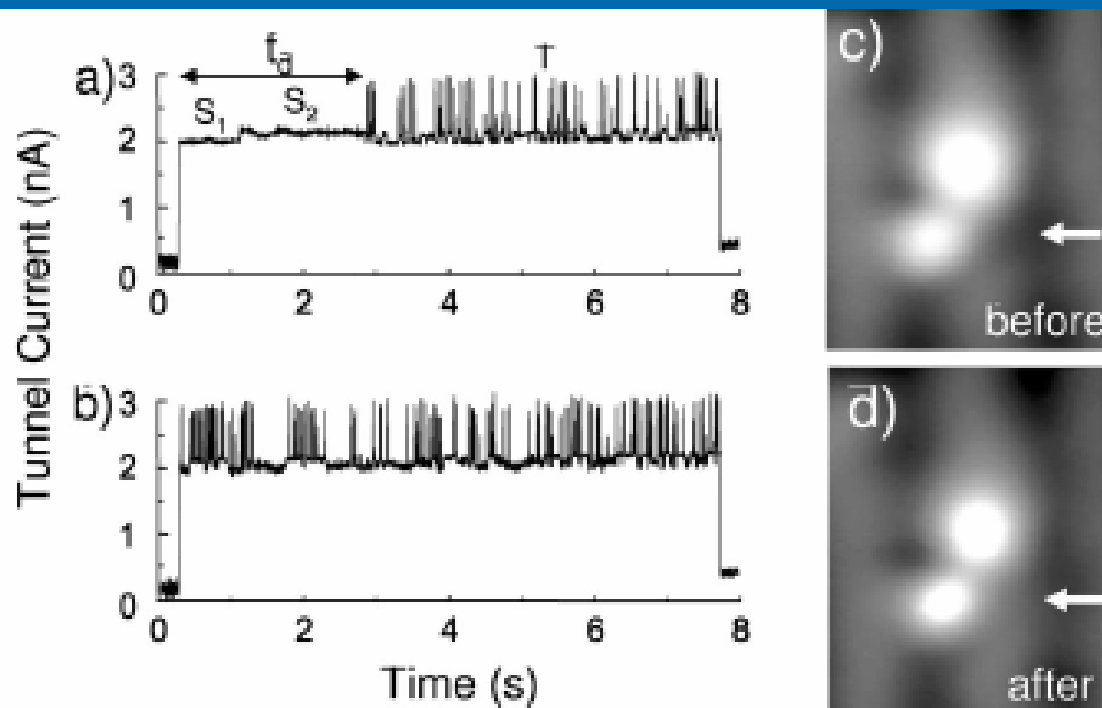 a)
t_d
T
c)
3
S₁
S₂
2
1
0
0 2 4 6 8
before
Tunnel Current (nA)
b)
3
2
1
0
0 2 4 6 8
Time (s)
d)
after